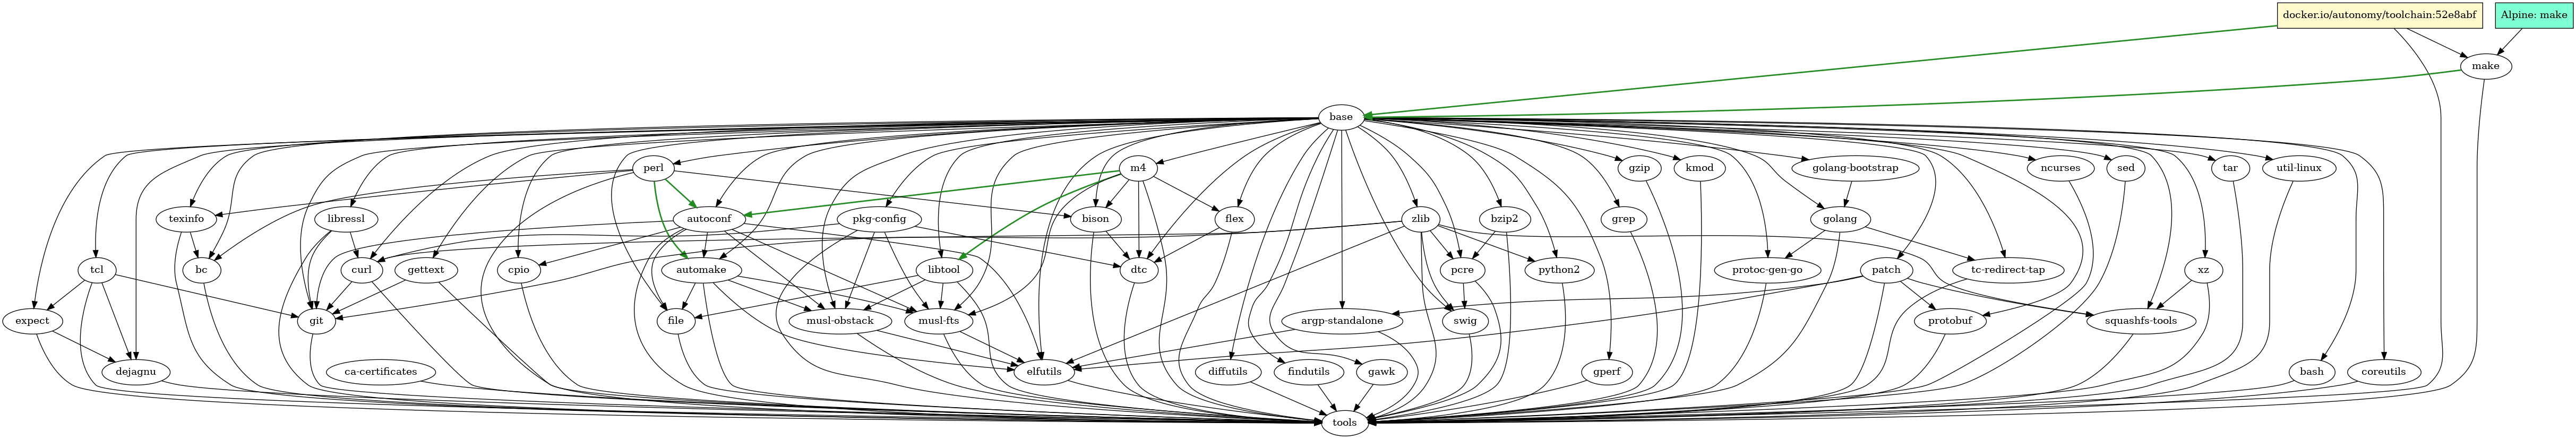 docker.io/autonomy/toolchain:52e8abf
Alpine: make
make
base
perl
m4
gzip
kmod
golang-bootstrap
ncurses
sed
tar
util-linux
texinfo
libressl
autoconf
pkg-config
bison
flex
zlib
bzip2
grep
golang
tcl
bc
curl
gettext
cpio
automake
libtool
dtc
pcre
python2
protoc-gen-go
patch
tc-redirect-tap
xz
expect
git
file
musl-obstack
musl-fts
argp-standalone
swig
protobuf
squashfs-tools
dejagnu
ca-certificates
elfutils
diffutils
findutils
gawk
gperf
bash
coreutils
tools